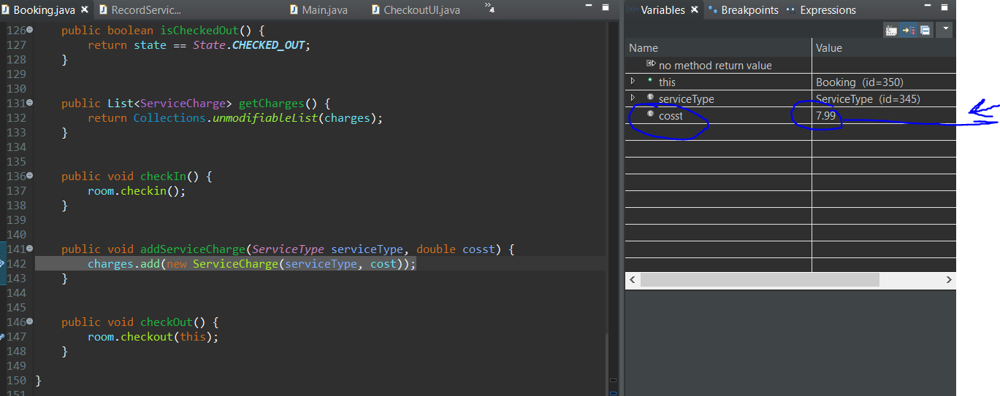 Booking.java RecordServic... Main.java CheckoutUI.java »4
126 public boolean isCheckedOut() {
127 return state == State.CHECKED_OUT;
128 }
129
130
131 public List<ServiceCharge> getCharges() {
132 return Collections.unmodifiableList(charges);
133 }
134
135
136 public void checkIn() {
137 room.checkin();
138 }
139
140
141 public void addServiceCharge(ServiceType serviceType, double cosst) {
142 charges.add(new ServiceCharge(serviceType, cost));
143 }
144
145
146 public void checkOut() {
147 room.checkout(this);
148 }
149
150 }
151
Variables Breakpoints Expressions
Name Value
no method return value
this Booking (id=350)
serviceType ServiceType (id=345)
cosst 7.99